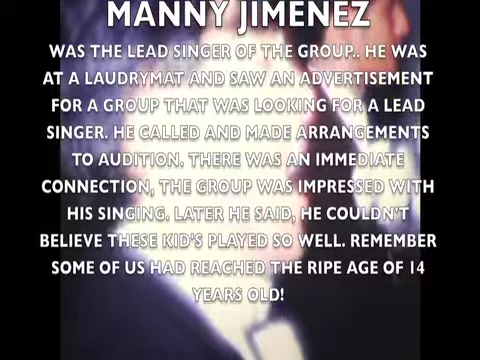 MANNY JIMENEZ
WAS THE LEAD SINGER OF THE GROUP.. HE WAS
AT A LAUDRYMAT AND SAW AN ADVERTISEMENT
FOR A GROUP THAT WAS LOOKING FOR A LEAD
SINGER. HE CALLED AND MADE ARRANGEMENTS
TO AUDITION. THERE WAS AN IMMEDIATE
CONNECTION, THE GROUP WAS IMPRESSED WITH
HIS SINGING. LATER HE SAID, HE COULDN'T
BELIEVE THESE KID'S PLAYED SO WELL. REMEMBER
SOME OF US HAD REACHED THE RIPE AGE OF 14
YEARS OLD!